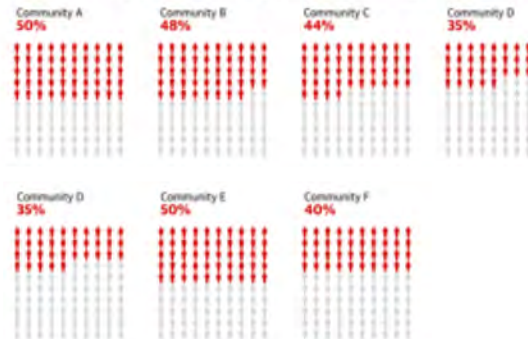 Community A
50%
Community B
48%
Community C
44%
Community D
35%
Community D
35%
Community E
50%
Community F
40%